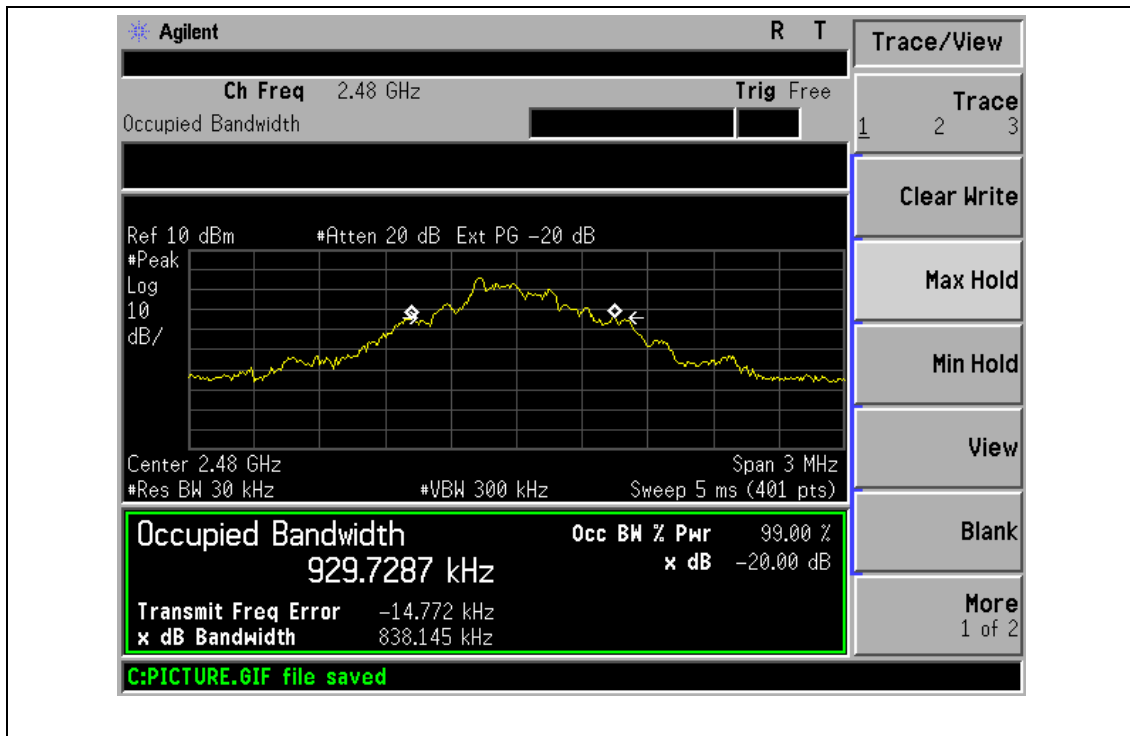 Agilent R T
Ch Freq 2.48 GHz Trig Free
Occupied Bandwidth
Ref 10 dBm #Atten 20 dB Ext PG -20 dB
#Peak
Log
10
dB/
Center 2.48 GHz Span 3 MHz
#Res BW 30 kHz #VBW 300 kHz Sweep 5 ms (401 pts)
Occupied Bandwidth Occ BW % Pwr 99.00 %
929.7287 kHz x dB -20.00 dB
Transmit Freq Error -14.772 kHz
x dB Bandwidth 838.145 kHz
C:PICTURE.GIF file saved
Trace/View
Trace
1 2 3
Clear Write
Max Hold
Min Hold
View
Blank
More
1 of 2